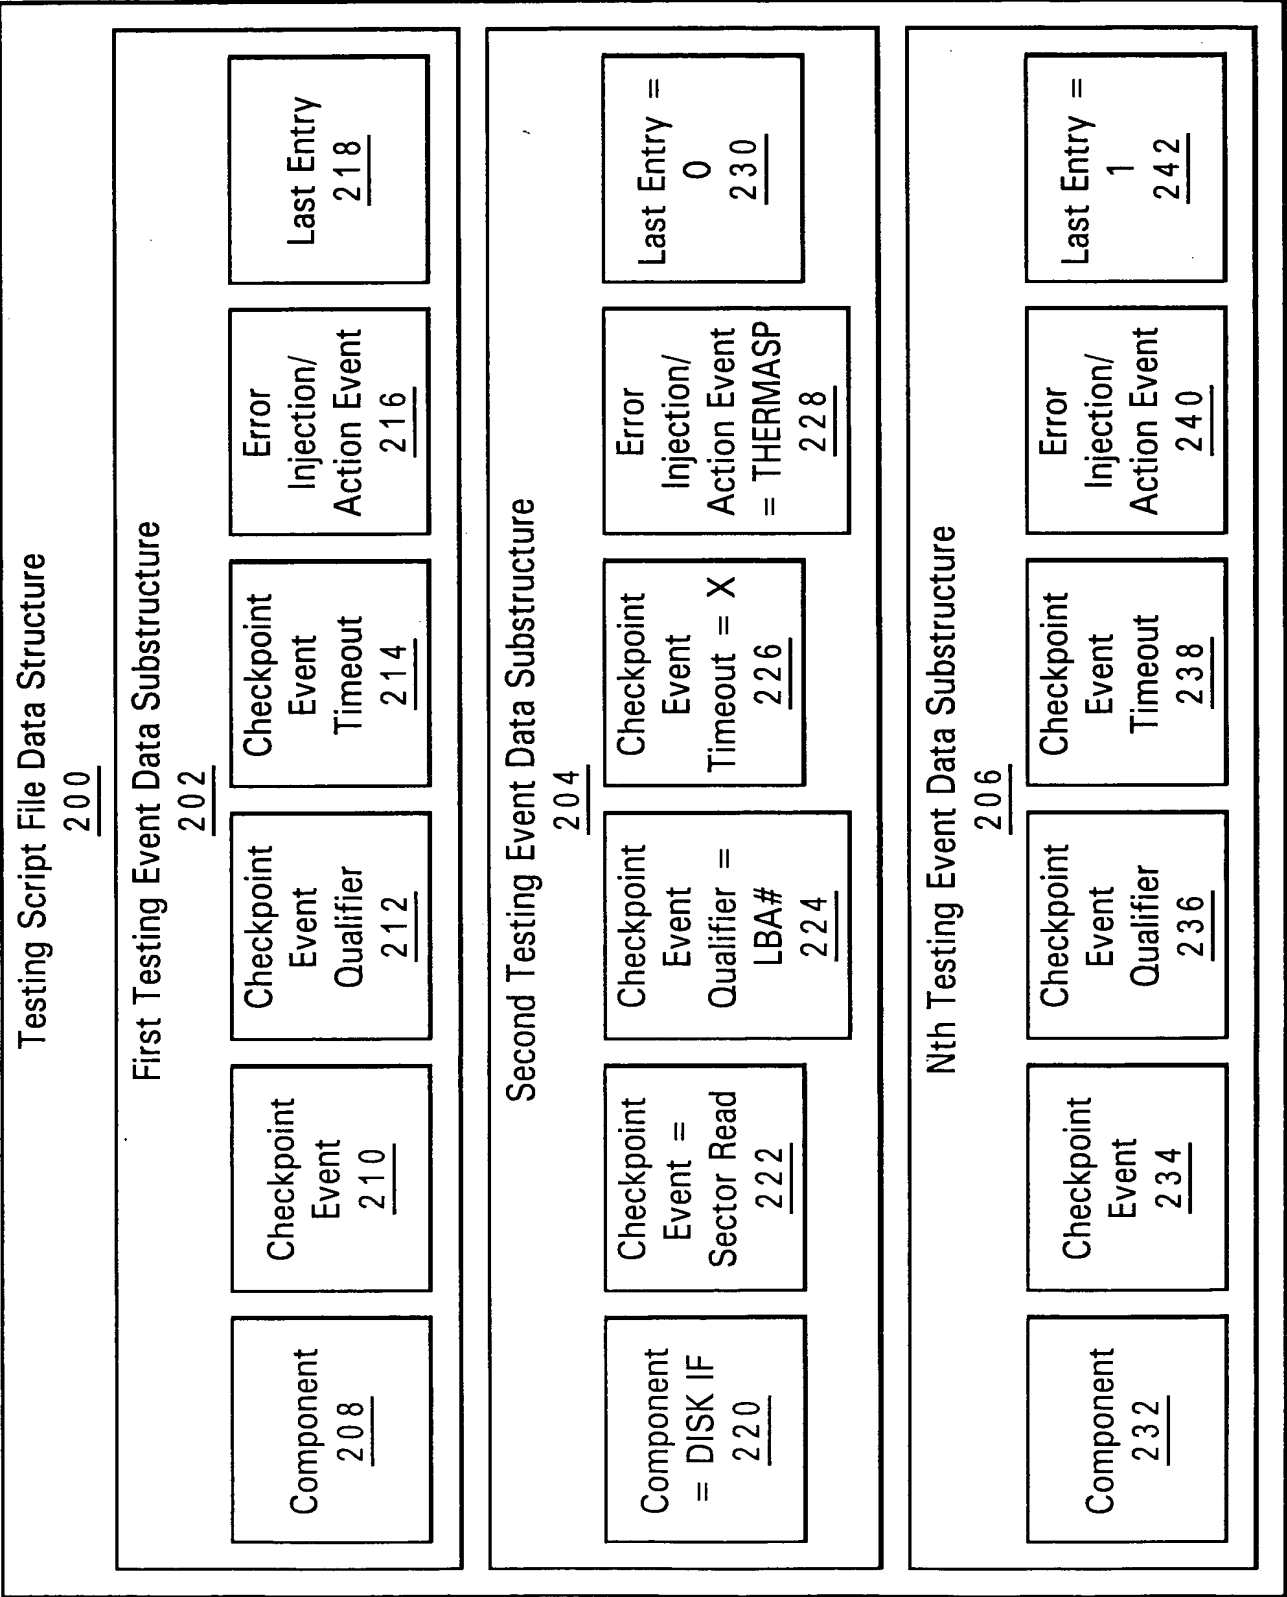 Testing Script File Data Structure
200
First Testing Event Data Substructure
202
Component
208
Checkpoint
Event
210
Checkpoint
Event
Qualifier
212
Checkpoint
Event
Timeout
214
Error
Injection/
Action Event
216
Last Entry
218
Second Testing Event Data Substructure
204
Component
= DISK IF
220
Checkpoint
Event =
Sector Read
222
Checkpoint
Event
Qualifier =
LBA#
224
Checkpoint
Event
Timeout = X
226
Error
Injection/
Action Event
= THERMASP
228
Last Entry =
0
230
Nth Testing Event Data Substructure
206
Component
232
Checkpoint
Event
234
Checkpoint
Event
Qualifier
236
Checkpoint
Event
Timeout
238
Error
Injection/
Action Event
240
Last Entry =
1
242